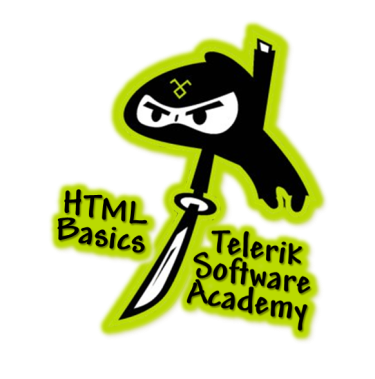 HTML
Basics
Telerik
Software
Academy